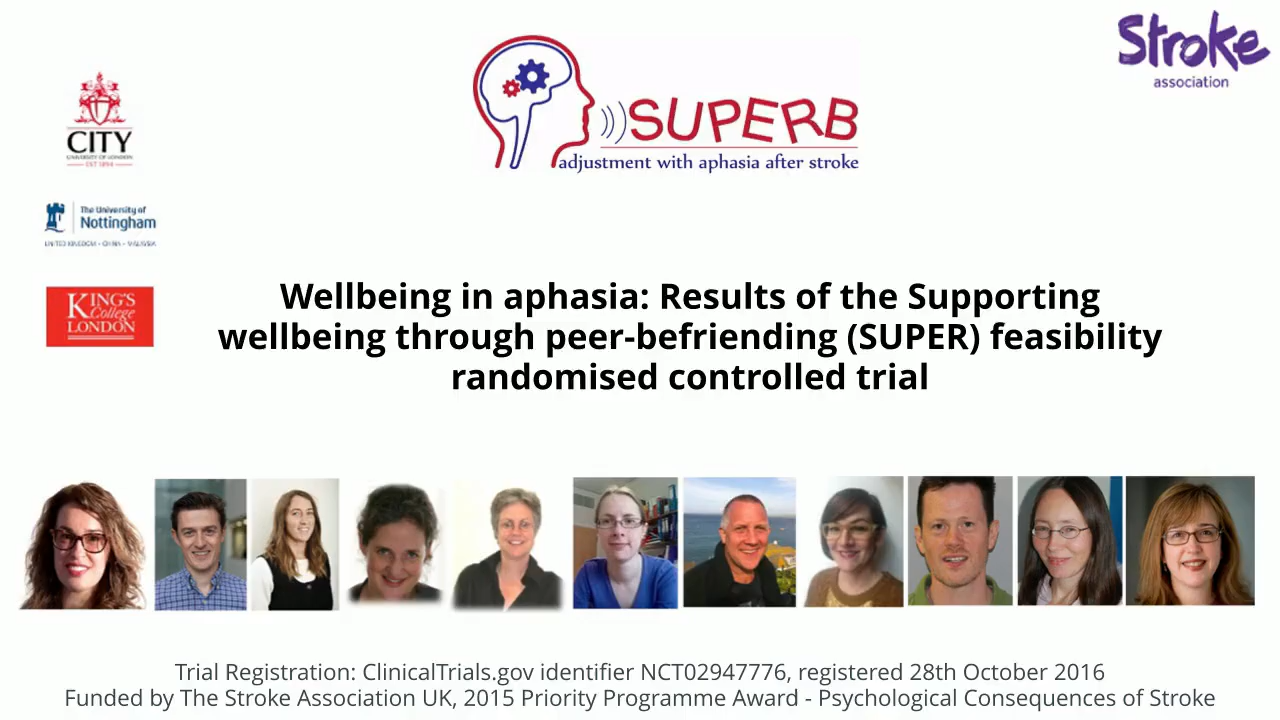 Stroke
association
CITY
UNIVERSITY OF LONDON
EST 1894
SUPERB
adjustment with aphasia after stroke
The University of
Nottingham
UNITED KINGDOM • CHINA • MALAYSIA
KING'S
College
LONDON
Wellbeing in aphasia: Results of the Supporting
wellbeing through peer-befriending (SUPER) feasibility
randomised controlled trial
Trial Registration: ClinicalTrials.gov identifier NCT02947776, registered 28th October 2016
Funded by The Stroke Association UK, 2015 Priority Programme Award - Psychological Consequences of Stroke